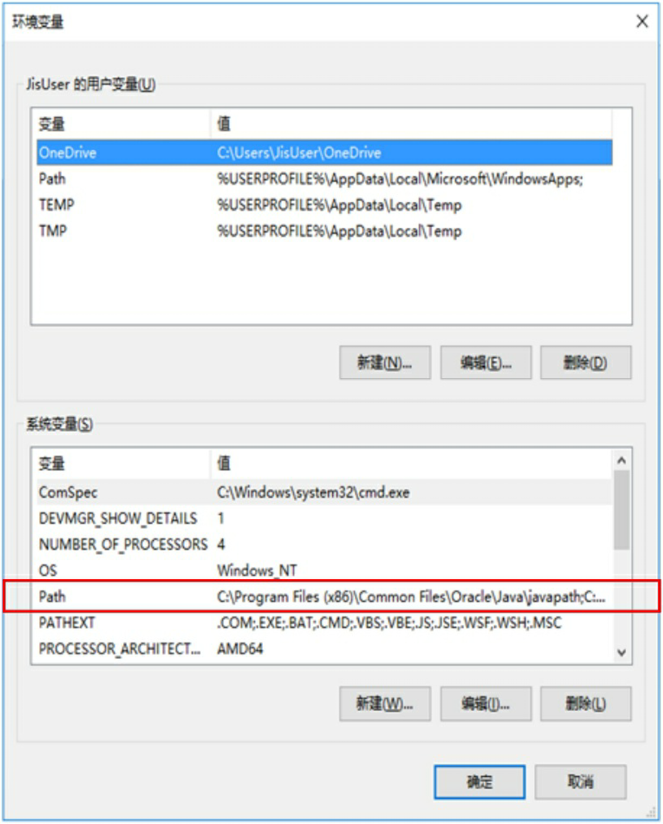 环境变量
JisUser 的用户变量(U)
变量 值
OneDrive C:\Users\JisUser\OneDrive
Path %USERPROFILE%\AppData\Local\Microsoft\WindowsApps;
TEMP %USERPROFILE%\AppData\Local\Temp
TMP %USERPROFILE%\AppData\Local\Temp
新建(N)... 编辑(E)... 删除(D)
系统变量(S)
变量 值
ComSpec C:\Windows\system32\cmd.exe
DEVMGR_SHOW_DETAILS 1
NUMBER_OF_PROCESSORS 4
OS Windows_NT
Path C:\Program Files (x86)\Common Files\Oracle\Java\javapath;C:...
PATHEXT .COM;.EXE;.BAT;.CMD;.VBS;.VBE;.JS;.JSE;.WSF;.WSH;.MSC
PROCESSOR_ARCHITECT... AMD64
新建(W)... 编辑(I)... 删除(L)
确定 取消